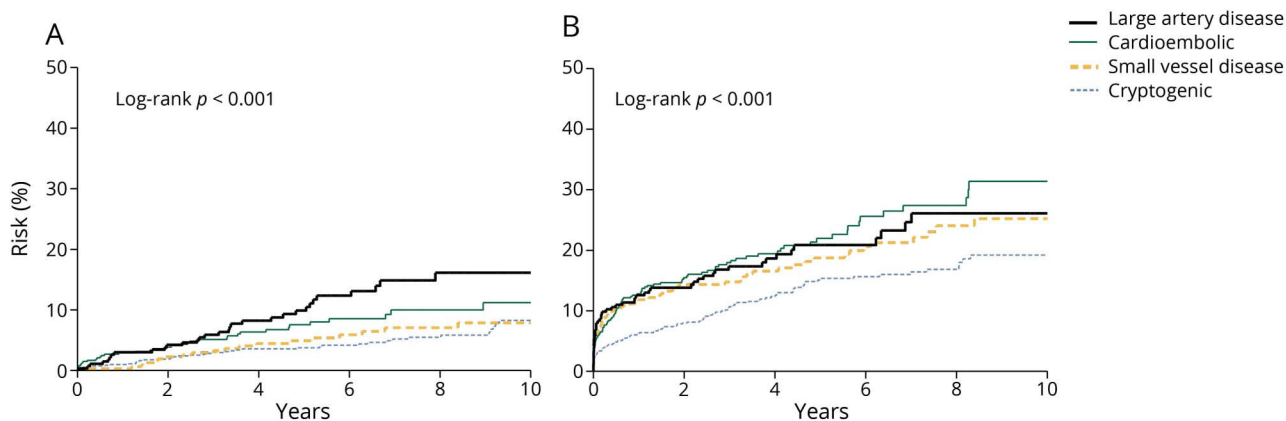 A
Log-rank p < 0.001
Risk (%)
50
40
30
20
10
0
0 2 4 6 8 10
Years
B
Log-rank p < 0.001
50
40
30
20
10
0
0 2 4 6 8 10
Years
Large artery disease
Cardioembolic
Small vessel disease
Cryptogenic